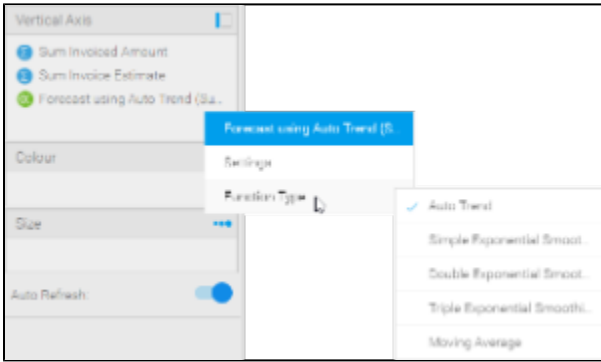 Vertical Axis
Sum Invoiced Amount
Sum Invoice Estimate
Forecast using Auto Trend (Su..
Forecast using Auto Trend (S..
Colour
Settings
Function Type
Size
Auto Trend
Simple Exponential Smoot..
Double Exponential Smoot..
Auto Refresh:
Triple Exponential Smoothi..
Moving Average